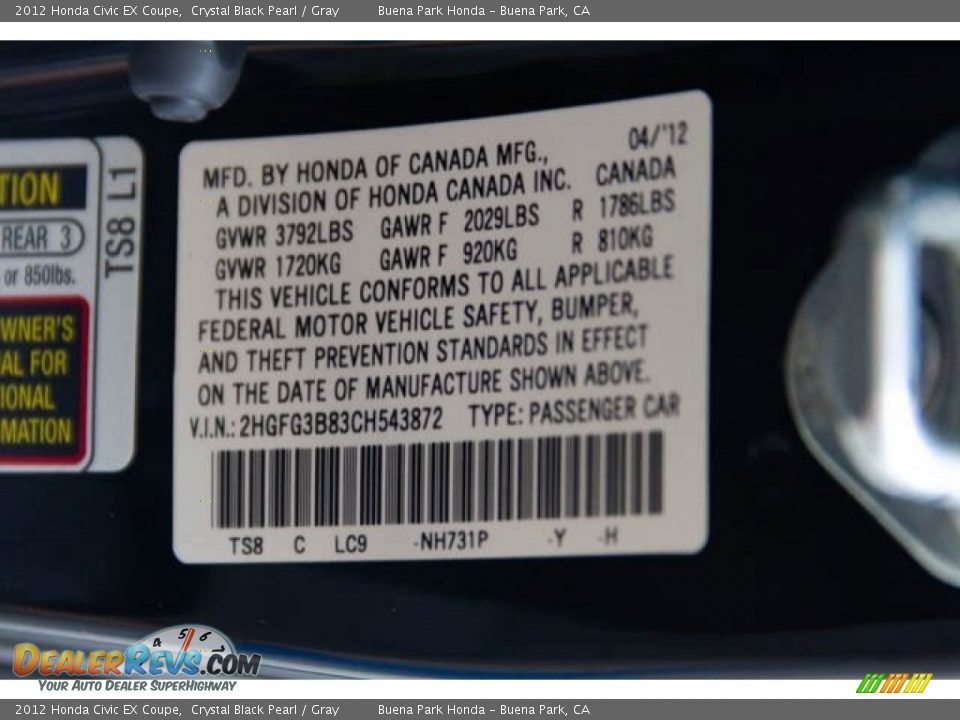 2012 Honda Civic EX Coupe, Crystal Black Pearl / Gray Buena Park Honda - Buena Park, CA
TION
REAR 3
or 850lbs.
WNER'S
AL FOR
IONAL
MATION
TS8 L1
04/'12
MFD. BY HONDA OF CANADA MFG.,
A DIVISION OF HONDA CANADA INC. CANADA
GVWR 3792LBS GAWR F 2029LBS R 1786LBS
GVWR 1720KG GAWR F 920KG R 810KG
THIS VEHICLE CONFORMS TO ALL APPLICABLE
FEDERAL MOTOR VEHICLE SAFETY, BUMPER,
AND THEFT PREVENTION STANDARDS IN EFFECT
ON THE DATE OF MANUFACTURE SHOWN ABOVE.
V.I.N.: 2HGFG3B83CH543872 TYPE: PASSENGER CAR
TS8 C LC9 -NH731P -Y -H
4 5 6
DEALERREVS.COM
YOUR AUTO DEALER SUPERHIGHWAY
2012 Honda Civic EX Coupe, Crystal Black Pearl / Gray Buena Park Honda - Buena Park, CA